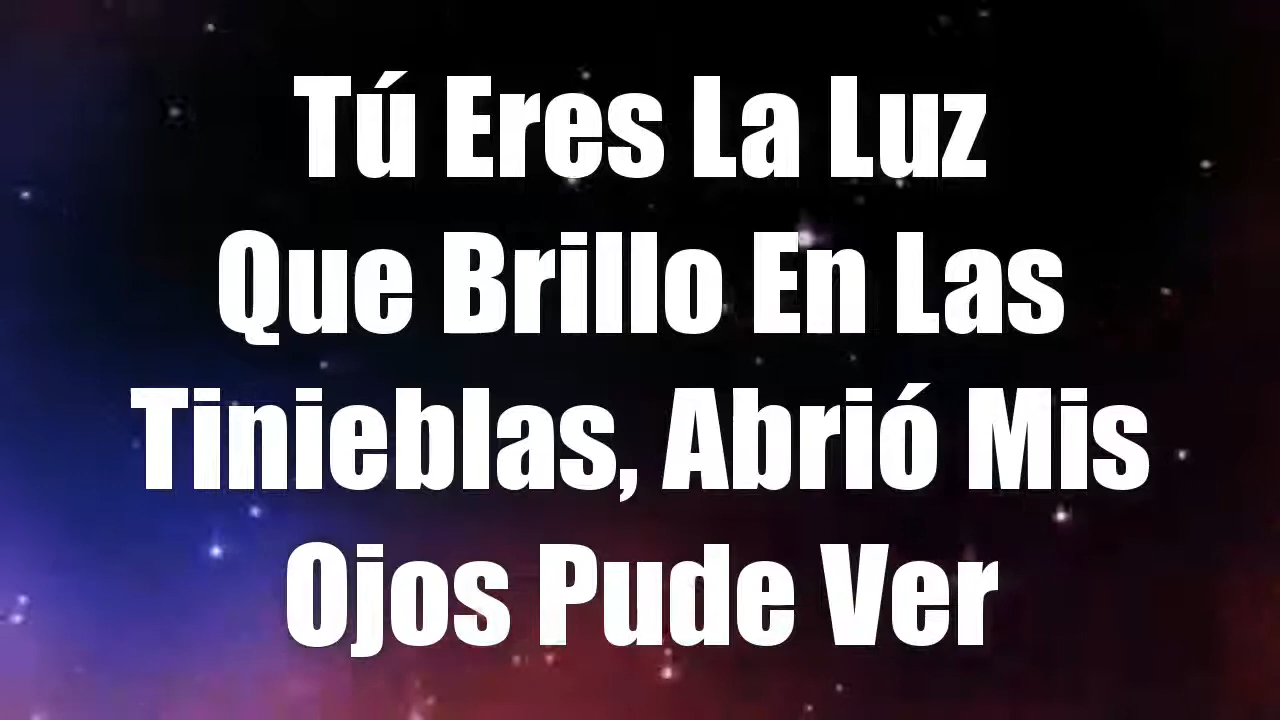 Tú Eres La Luz
Que Brillo En Las
Tinieblas, Abrió Mis
Ojos Pude Ver